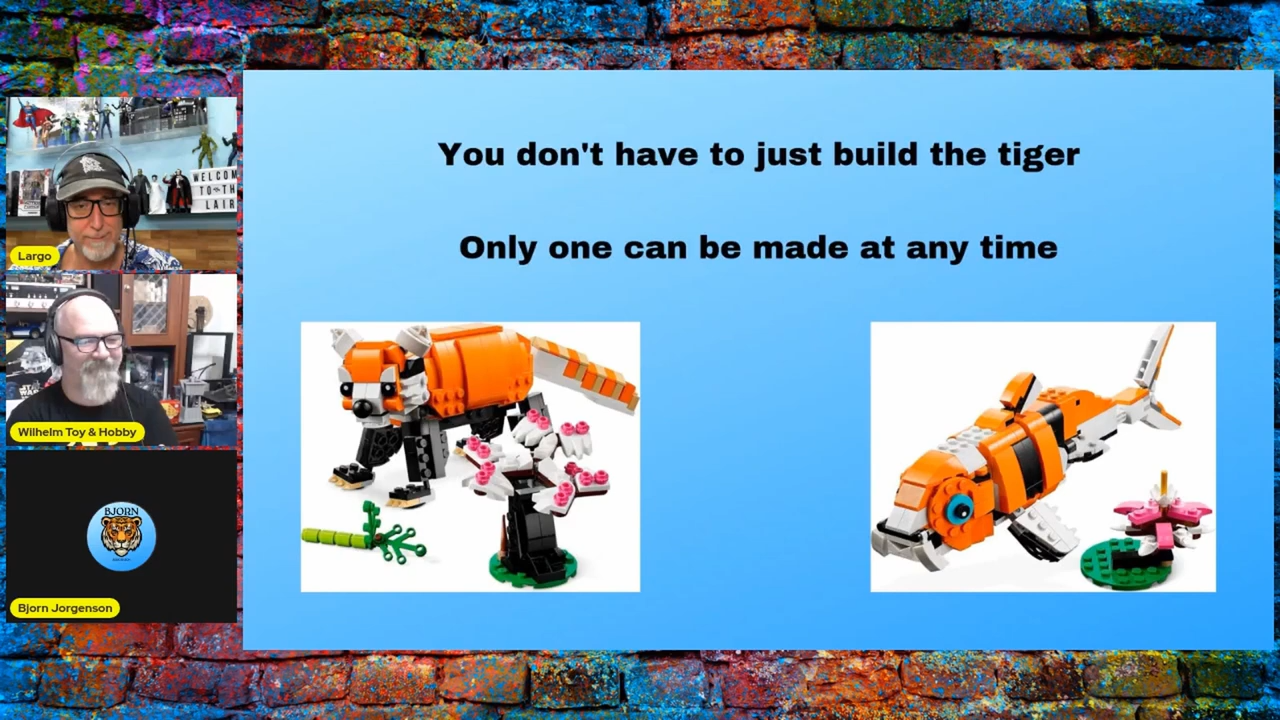 You don't have to just build the tiger
Only one can be made at any time
WELCOM
TO THE
LAIR
Largo
Wilhelm Toy & Hobby
BJORN
Bjorn Jorgenson